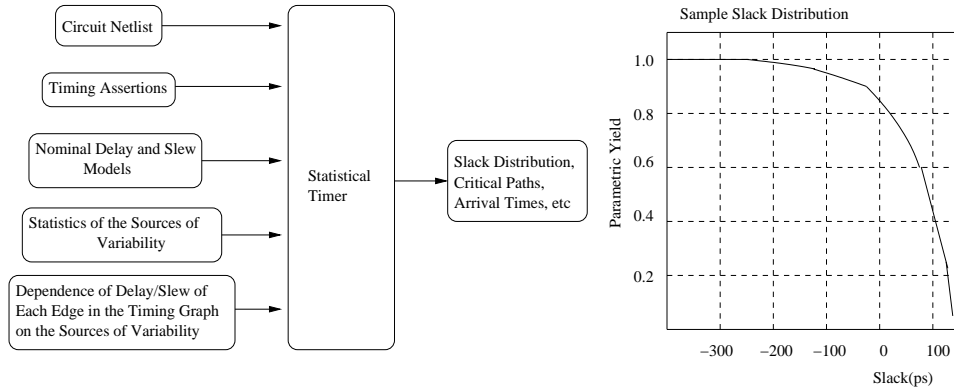 Circuit Netlist
Timing Assertions
Nominal Delay and Slew
Models
Statistics of the Sources of
Variability
Dependence of Delay/Slew of
Each Edge in the Timing Graph
on the Sources of Variability
Statistical
Timer
Slack Distribution,
Critical Paths,
Arrival Times, etc
Sample Slack Distribution
Parametric Yield
1.0
0.8
0.6
0.4
0.2
−300 −200 −100 0 100
Slack(ps)